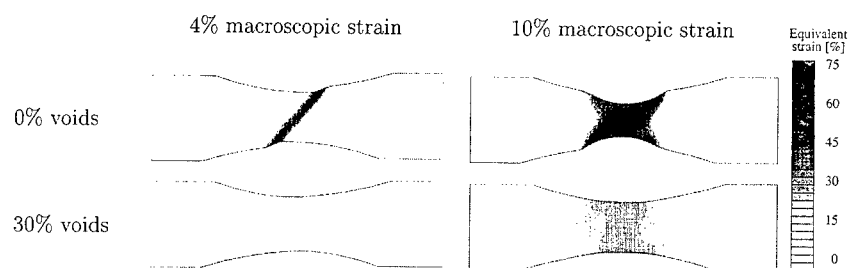 4% macroscopic strain
10% macroscopic strain
Equivalent
strain [%]
75
60
45
30
15
0
0% voids
30% voids